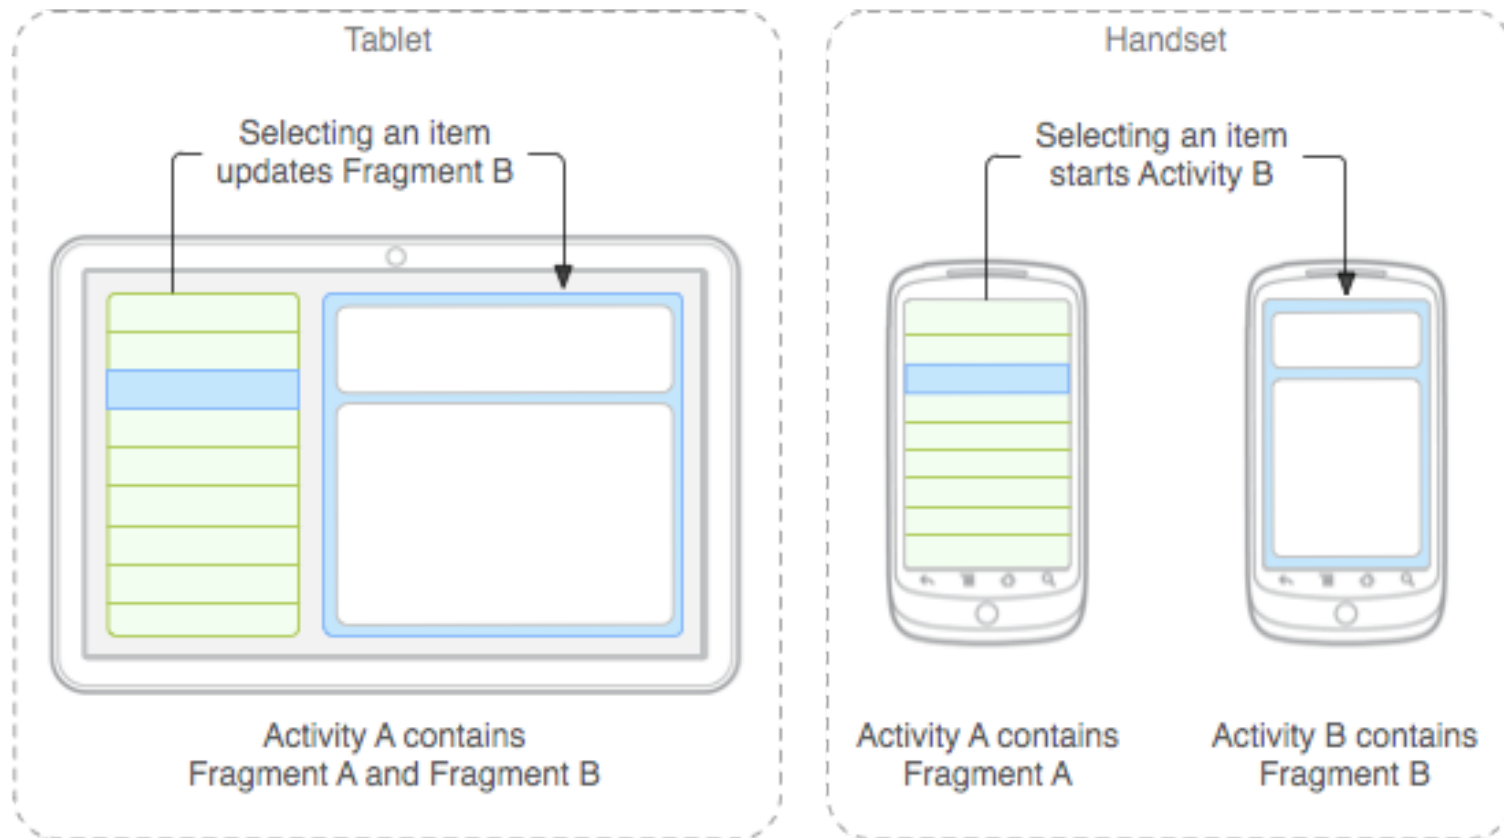 Tablet
Selecting an item
updates Fragment B
Activity A contains
Fragment A and Fragment B
Handset
Selecting an item
starts Activity B
Activity A contains
Fragment A
Activity B contains
Fragment B